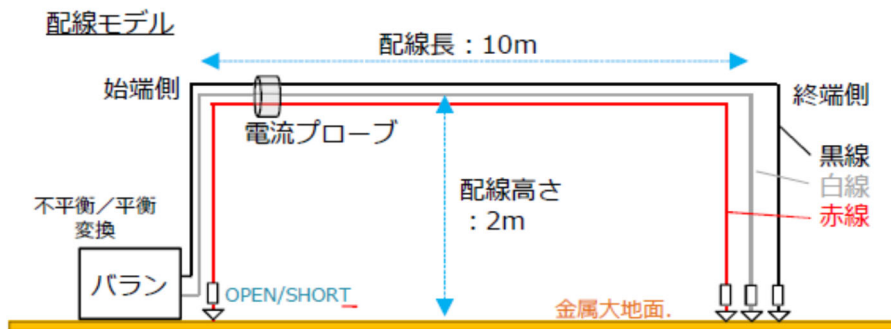 配線モデル
配線長：10m
始端側
終端側
電流プローブ
黒線
白線
赤線
配線高さ
：2m
不平衡／平衡
変換
バラン
OPEN/SHORT
金属大地面.